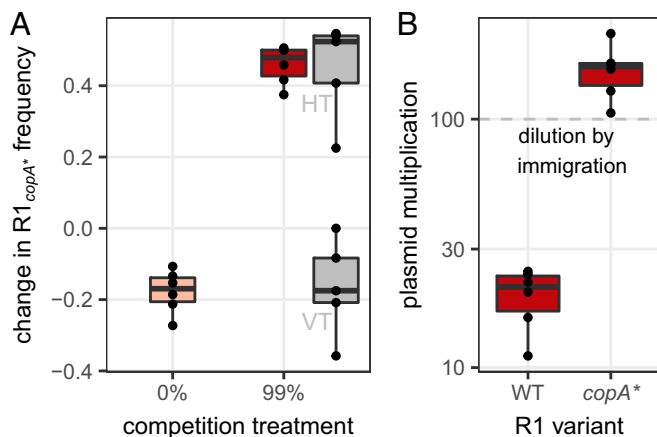 A
change in R1copA* frequency
0.4
0.2
0.0
−0.2
−0.4
HT
VT
0%
99%
competition treatment
B
plasmid multiplication
100
30
10
dilution by
immigration
WT
copA*
R1 variant